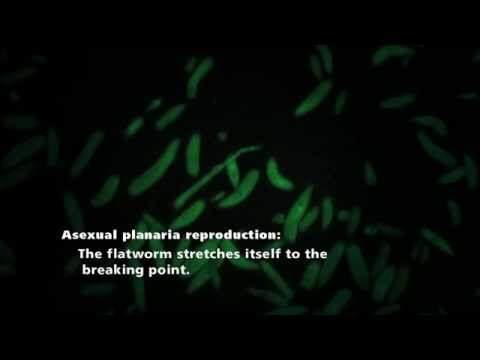 Asexual planaria reproduction:
The flatworm stretches itself to the
breaking point.